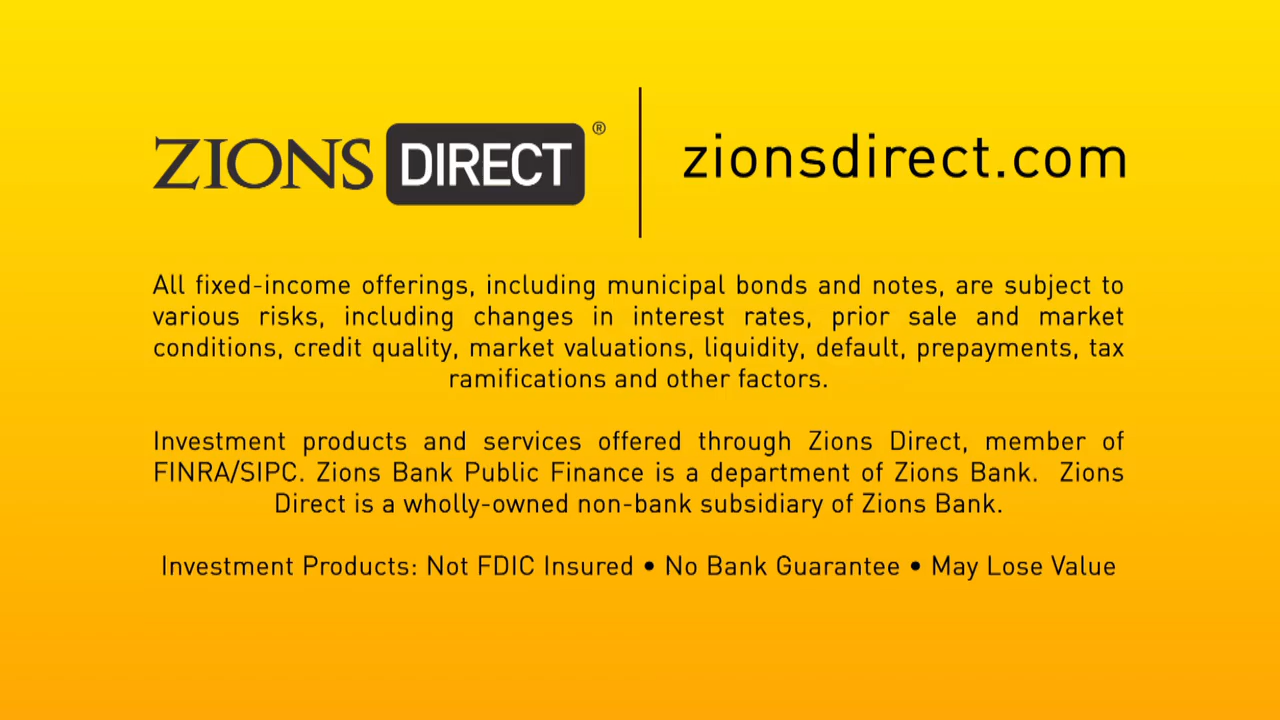 ZIONS DIRECT®
zionsdirect.com
All fixed-income offerings, including municipal bonds and notes, are subject to
various risks, including changes in interest rates, prior sale and market
conditions, credit quality, market valuations, liquidity, default, prepayments, tax
ramifications and other factors.
Investment products and services offered through Zions Direct, member of
FINRA/SIPC. Zions Bank Public Finance is a department of Zions Bank. Zions
Direct is a wholly-owned non-bank subsidiary of Zions Bank.
Investment Products: Not FDIC Insured • No Bank Guarantee • May Lose Value